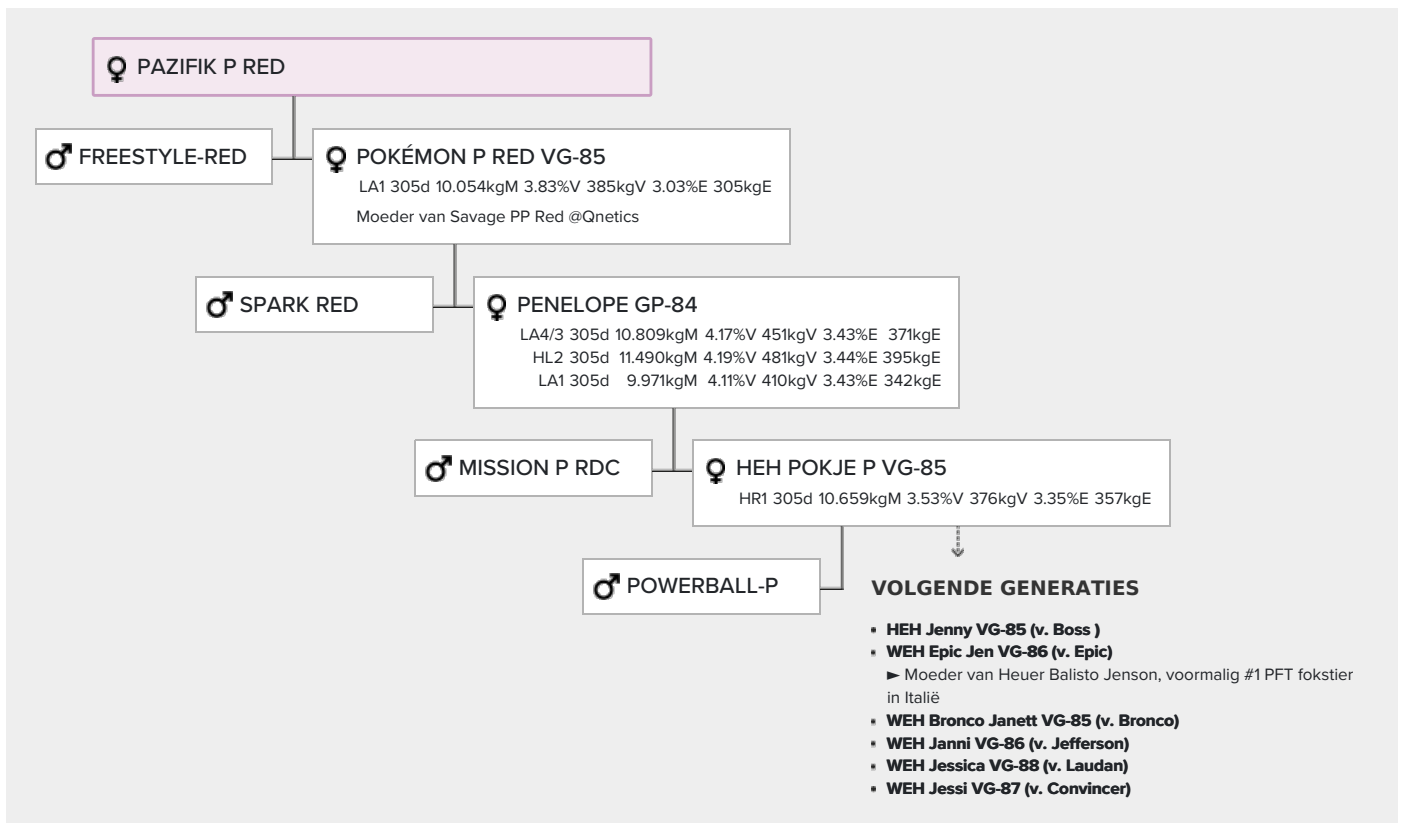 PAZIFIK P RED
FREESTYLE-RED
POKÉMON P RED VG-85
LA1 305d 10.054kgM 3.83%V 385kgV 3.03%E 305kgE
Moeder van Savage PP Red @Qnetics
SPARK RED
PENELOPE GP-84
LA4/3 305d 10.809kgM 4.17%V 451kgV 3.43%E 371kgE
HL2 305d 11.490kgM 4.19%V 481kgV 3.44%E 395kgE
LA1 305d 9.971kgM 4.11%V 410kgV 3.43%E 342kgE
MISSION P RDC
HEH POKJE P VG-85
HR1 305d 10.659kgM 3.53%V 376kgV 3.35%E 357kgE
POWERBALL-P
VOLGENDE GENERATIES
• HEH Jenny VG-85 (v. Boss )
• WEH Epic Jen VG-86 (v. Epic)
► Moeder van Heuer Balisto Jenson, voormalig #1 PFT fokstier
in Italië
• WEH Bronco Janett VG-85 (v. Bronco)
• WEH Janni VG-86 (v. Jefferson)
• WEH Jessica VG-88 (v. Laudan)
• WEH Jessi VG-87 (v. Convincer)